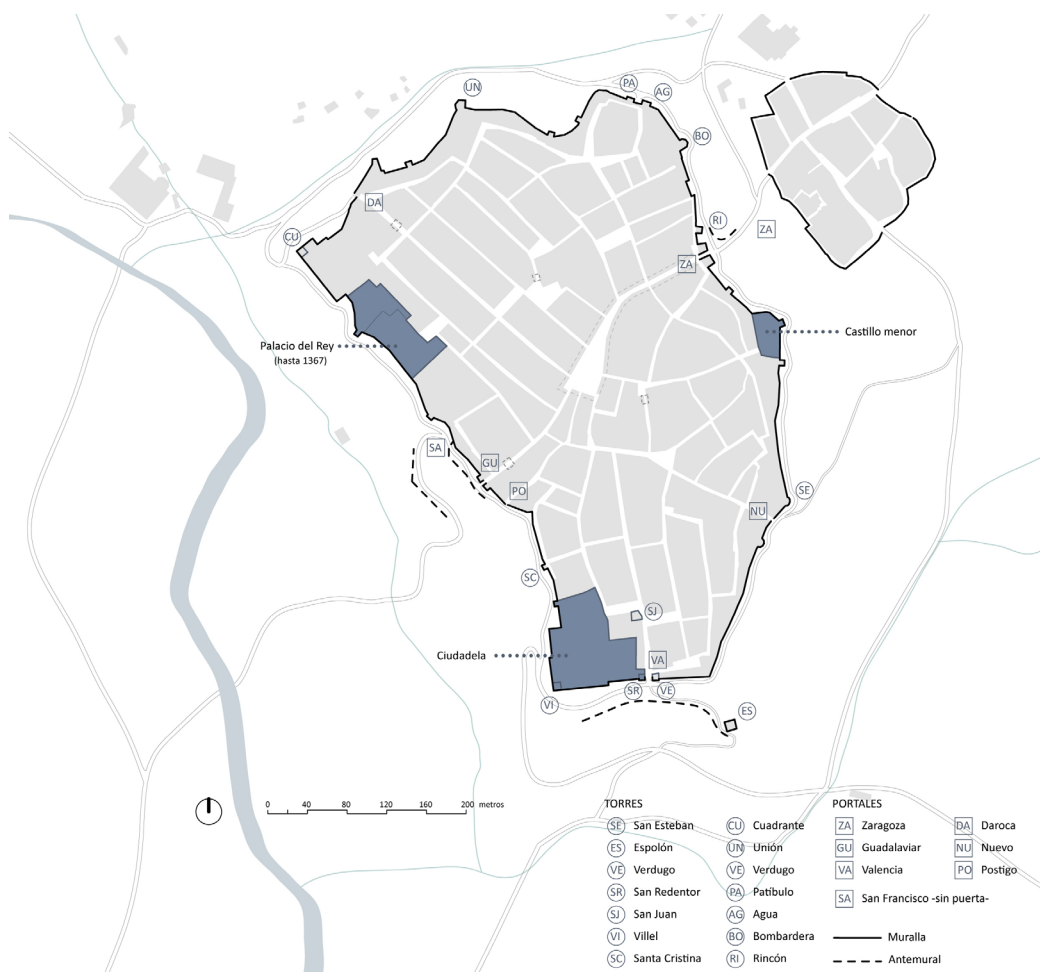 UN
PA
AG
BO
DA
RI
CU
ZA
ZA
Palacio del Rey
(hasta 1367)
Castillo menor
SA
GU
PO
SE
NU
SC
SJ
Ciudadela
VA
SR
VE
VI
ES
0 40 80 120 160 200 metros
TORRES
SE San Esteban
ES Espolón
VE Verdugo
SR San Redentor
SJ San Juan
VI Villel
SC Santa Cristina
CU Cuadrante
UN Unión
VE Verdugo
PA Patíbulo
AG Agua
BO Bombardera
RI Rincón
PORTALES
ZA Zaragoza
GU Guadalaviar
VA Valencia
DA Daroca
NU Nuevo
PO Postigo
SA San Francisco -sin puerta-
Muralla
Antemural